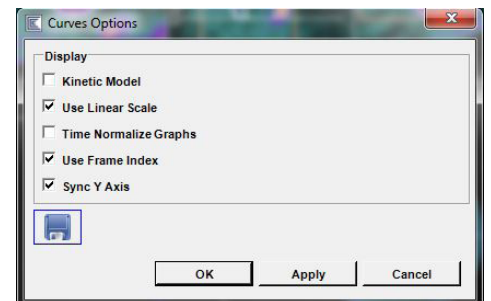 Curves Options
Display
Kinetic Model
Use Linear Scale
Time Normalize Graphs
Use Frame Index
Sync Y Axis
OK Apply Cancel